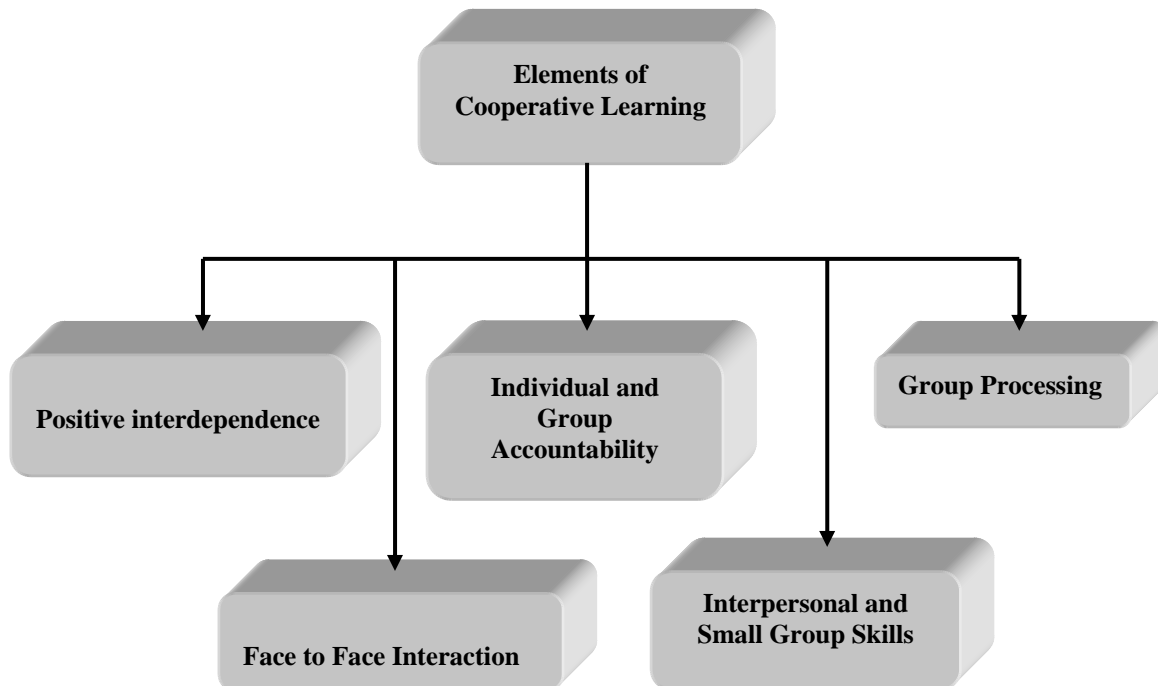 Elements of
Cooperative Learning
Positive interdependence
Individual and
Group
Accountability
Group Processing
Face to Face Interaction
Interpersonal and
Small Group Skills